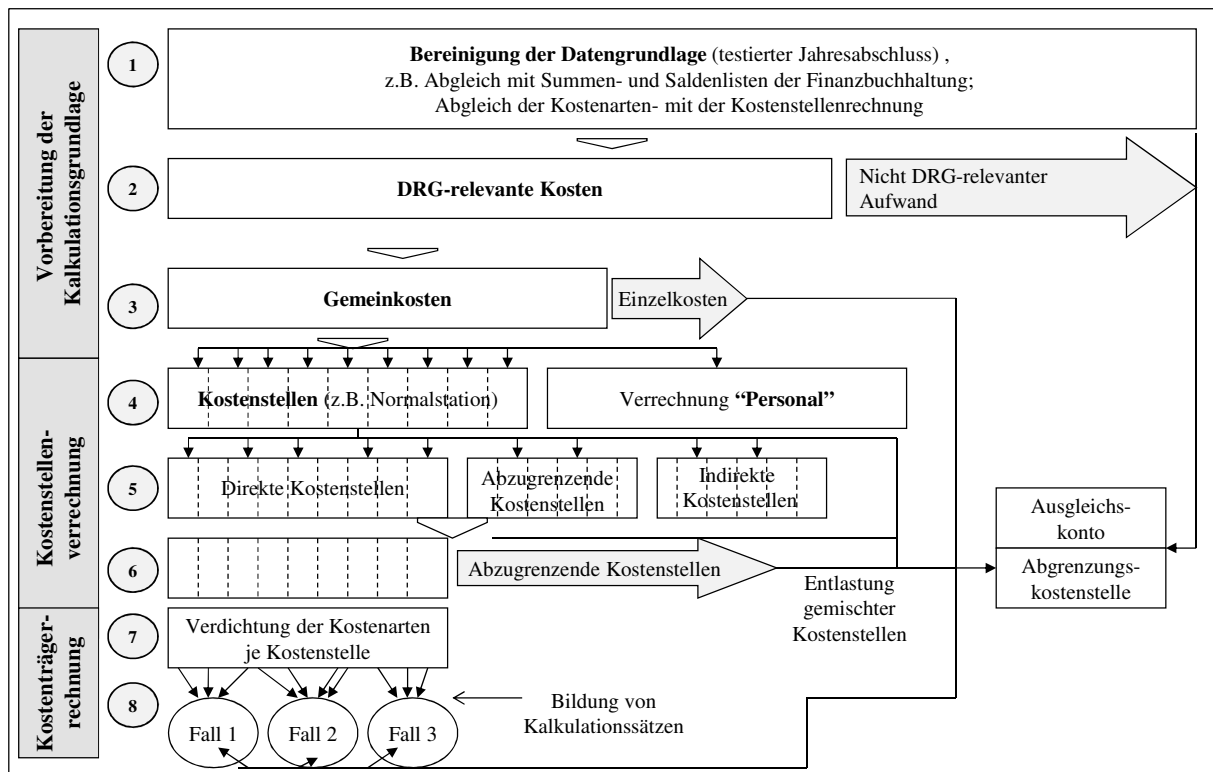 Vorbereitung der
Kalkulationsgrundlage
1
Bereinigung der Datengrundlage (testierter Jahresabschluss) ,
z.B. Abgleich mit Summen- und Saldenlisten der Finanzbuchhaltung;
Abgleich der Kostenarten- mit der Kostenstellenrechnung
2
DRG-relevante Kosten
Nicht DRG-relevanter
Aufwand
3
Gemeinkosten
Einzelkosten
Kostenstellen-
verrechnung
4
Kostenstellen (z.B. Normalstation)
Verrechnung “Personal”
5
Direkte Kostenstellen
Abzugrenzende
Kostenstellen
Indirekte
Kostenstellen
Ausgleichs-
konto
Abgrenzungs-
kostenstelle
6
Abzugrenzende Kostenstellen
Entlastung
gemischter
Kostenstellen
Kostenträger-
rechnung
7
Verdichtung der Kostenarten
je Kostenstelle
8
Fall 1
Fall 2
Fall 3
Bildung von
Kalkulationssätzen